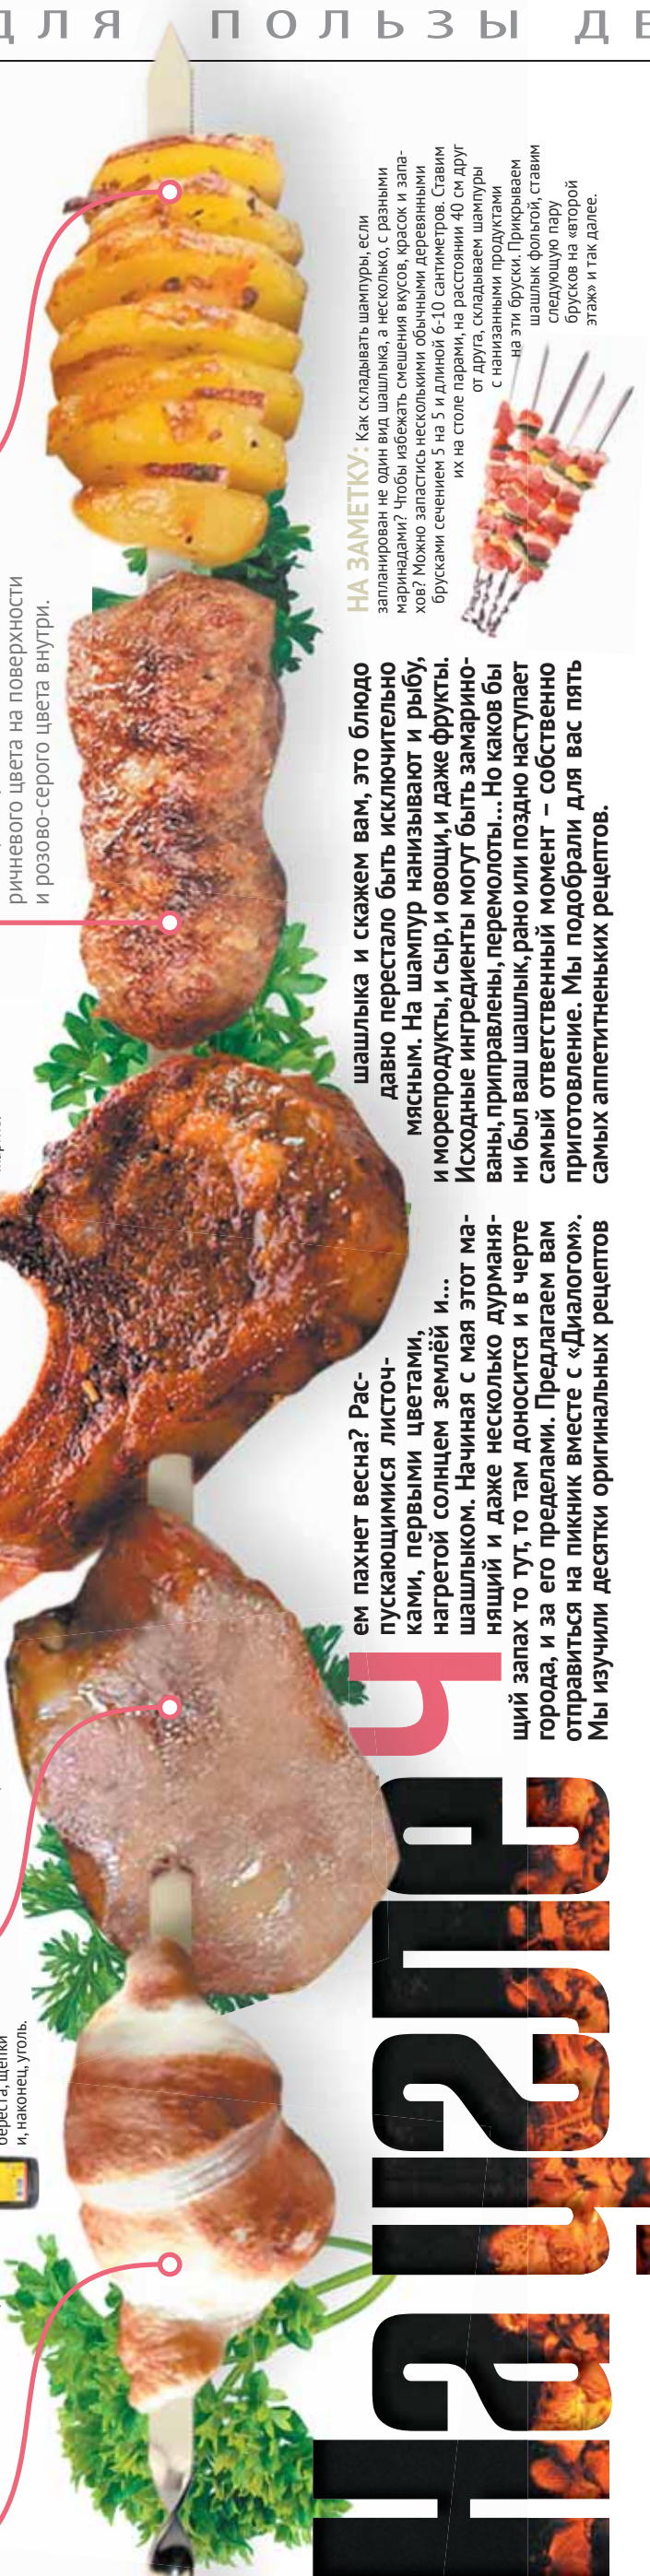 ДЛЯ ПОЛЬЗЫ ДЕ
ричневого цвета на поверхности
и розово-серого цвета внутри.
береста, щепки
и, наконец, уголь.
На угле
Чем пахнет весна? Рас-
пускающимися листоч-
ками, первыми цветами,
нагретой солнцем землёй и...
шашлыком. Начиная с мая этот ма-
нящий и даже несколько дурманя-
щий запах то тут, то там доносится и в черте
города, и за его пределами. Предлагаем вам
отправиться на пикник вместе с «Диалогом».
Мы изучили десятки оригинальных рецептов
шашлыка и скажем вам, это блюдо
давно перестало быть исключительно
мясным. На шампур нанизывают и рыбу,
и морепродукты, и сыр, и овощи, и даже фрукты.
Исходные ингредиенты могут быть замарино-
ваны, приправлены, перемолоты... Но каков бы
ни был ваш шашлык, рано или поздно наступает
самый ответственный момент – собственно
приготовление. Мы подобрали для вас пять
самых аппетитненьких рецептов.
НА ЗАМЕТКУ: Как складывать шампуры, если
запланирован не один вид шашлыка, а несколько, с разными
маринадами? Чтобы избежать смешения вкусов, красок и запа-
хов? Можно запастись несколькими обычными деревянными
брусками сечением 5 на 5 и длиной 6-10 сантиметров. Ставим
их на столе парами, на расстоянии 40 см друг
от друга, складываем шампуры
с нанизанными продуктами
на эти бруски. Прикрываем
шашлык фольгой, ставим
следующую пару
брусков на «второй
этаж» и так далее.